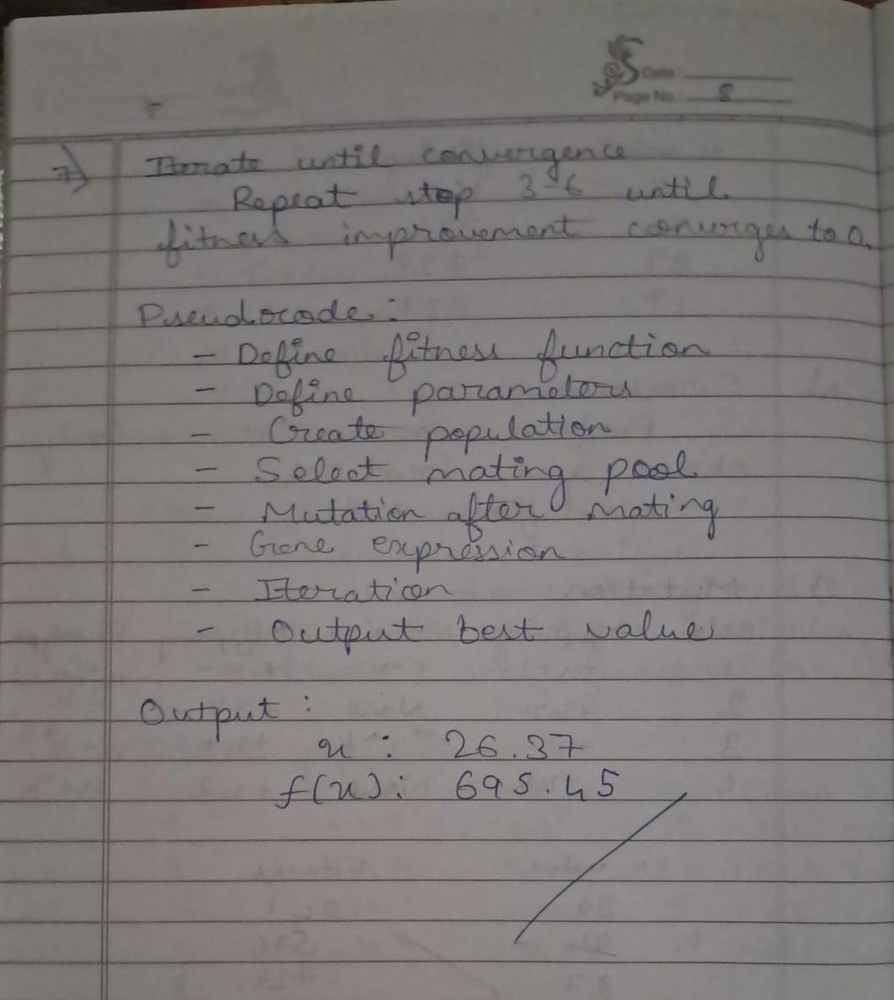 Date :
Page No. : 8
7) Iterate until convergence
Repeat step 3-6 until
fitness improvement converges to 0.
Pseudocode :
- Define fitness function
- Define parameters
- Create population
- Select mating pool
- Mutation after mating
- Gene expression
- Iteration
- Output best value
Output :
x : 26.37
f(x) : 695.45